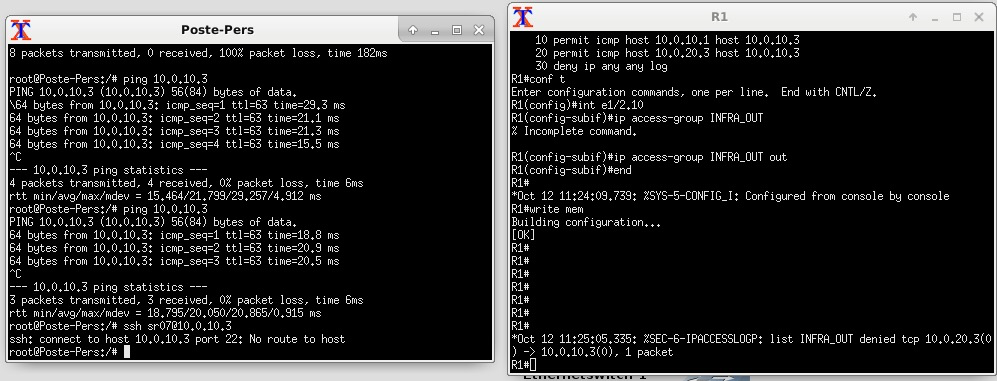 Poste-Pers
8 packets transmitted, 0 received, 100% packet loss, time 182ms
root@Poste-Pers:/# ping 10.0.10.3
PING 10.0.10.3 (10.0.10.3) 56(84) bytes of data.
\64 bytes from 10.0.10.3: icmp_seq=1 ttl=63 time=29.3 ms
64 bytes from 10.0.10.3: icmp_seq=2 ttl=63 time=21.1 ms
64 bytes from 10.0.10.3: icmp_seq=3 ttl=63 time=21.3 ms
64 bytes from 10.0.10.3: icmp_seq=4 ttl=63 time=15.5 ms
^C
--- 10.0.10.3 ping statistics ---
4 packets transmitted, 4 received, 0% packet loss, time 6ms
rtt min/avg/max/mdev = 15.464/21.799/29.257/4.912 ms
root@Poste-Pers:/# ping 10.0.10.3
PING 10.0.10.3 (10.0.10.3) 56(84) bytes of data.
64 bytes from 10.0.10.3: icmp_seq=1 ttl=63 time=18.8 ms
64 bytes from 10.0.10.3: icmp_seq=2 ttl=63 time=20.9 ms
64 bytes from 10.0.10.3: icmp_seq=3 ttl=63 time=20.5 ms
^C
--- 10.0.10.3 ping statistics ---
3 packets transmitted, 3 received, 0% packet loss, time 6ms
rtt min/avg/max/mdev = 18.795/20.050/20.865/0.915 ms
root@Poste-Pers:/# ssh sr07@10.0.10.3
ssh: connect to host 10.0.10.3 port 22: No route to host
root@Poste-Pers:/#
R1
10 permit icmp host 10.0.10.1 host 10.0.10.3
20 permit icmp host 10.0.20.3 host 10.0.10.3
30 deny ip any any log
R1#conf t
Enter configuration commands, one per line.  End with CNTL/Z.
R1(config)#int e1/2.10
R1(config-subif)#ip access-group INFRA_OUT
% Incomplete command.
R1(config-subif)#ip access-group INFRA_OUT out
R1(config-subif)#end
R1#
*Oct 12 11:24:09.739: %SYS-5-CONFIG_I: Configured from console by console
R1#write mem
Building configuration...
[OK]
R1#
R1#
R1#
R1#
R1#
R1#
R1#
*Oct 12 11:25:05.335: %SEC-6-IPACCESSLOGP: list INFRA_OUT denied tcp 10.0.20.3(0
) -> 10.0.10.3(0), 1 packet
R1#